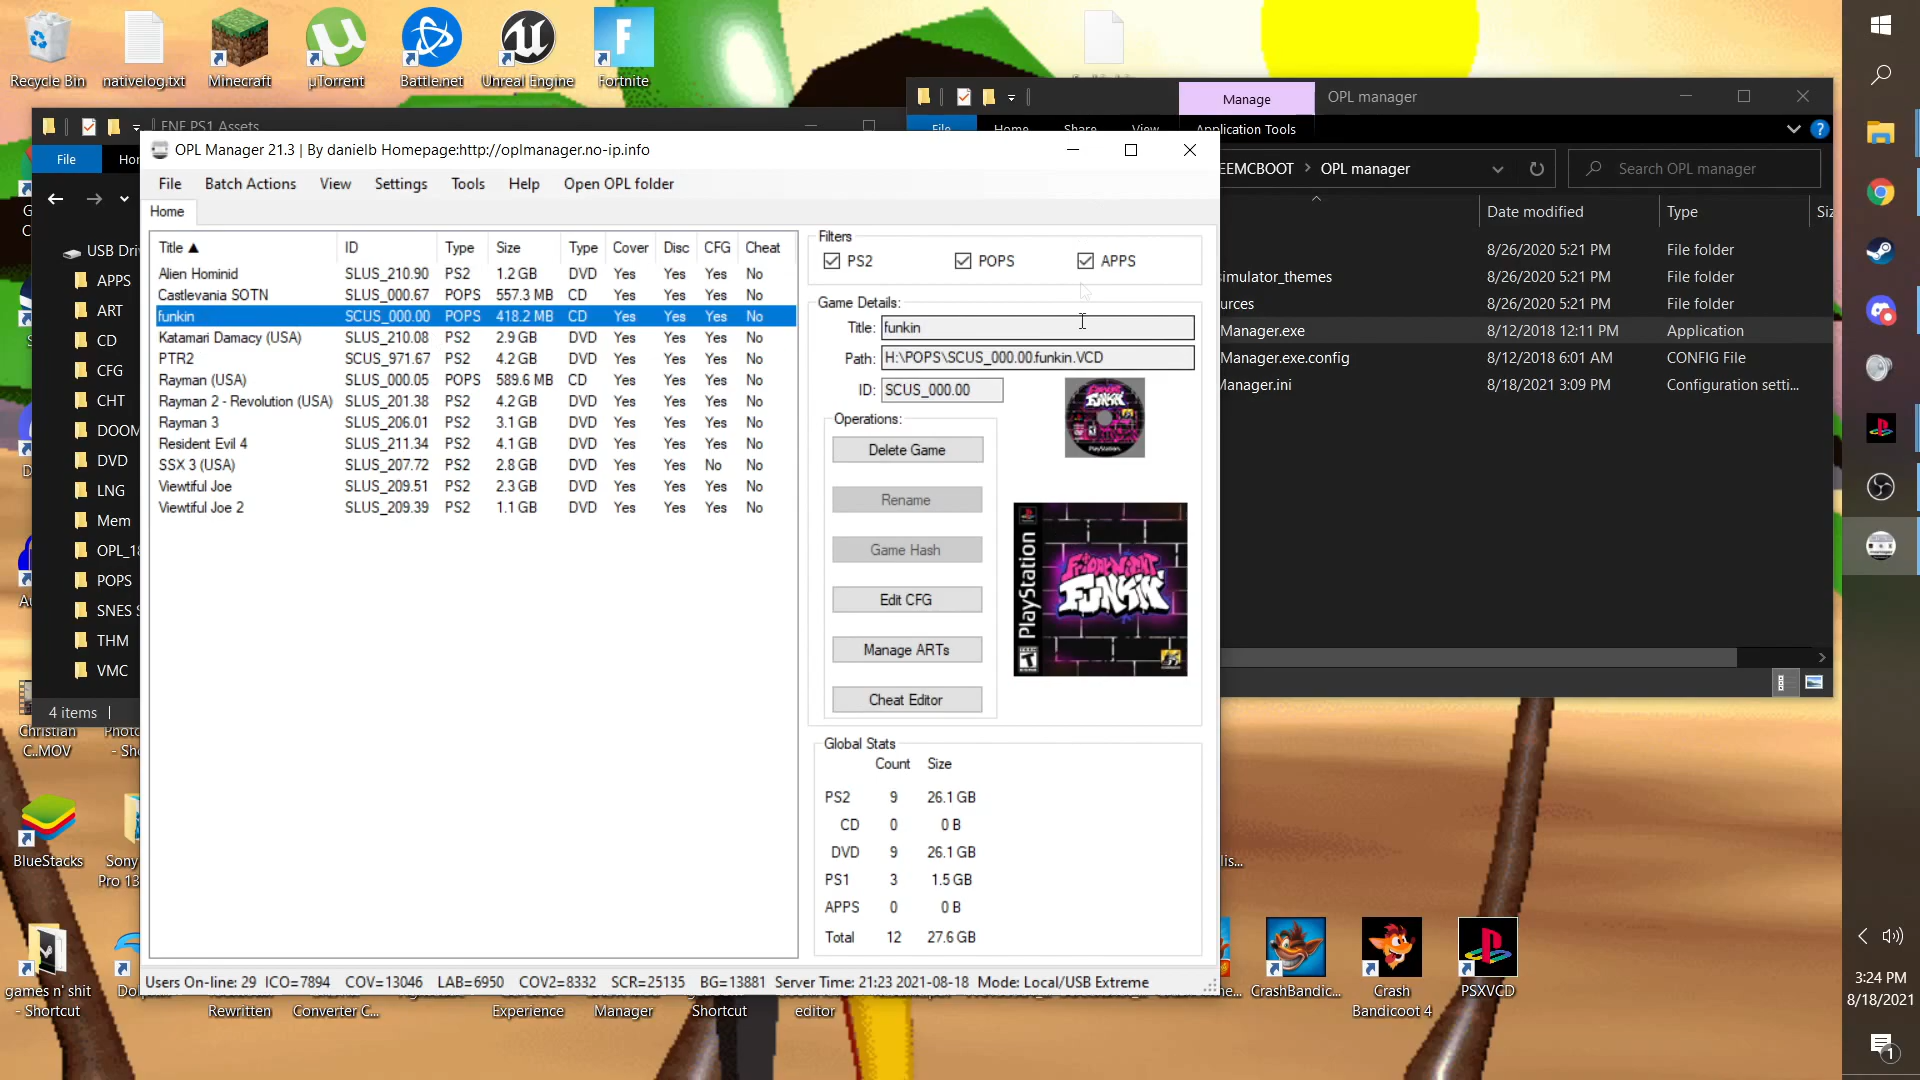 Recycle Bin
nativelog.txt
Minecraft
µTorrent
Battle.net
Unreal Engine
Fortnite
FNF PS1 Assets
File
USB Dri
APPS
ART
CD
CFG
CHT
DOOM
DVD
LNG
Mem
OPL_18
POPS
SNES S
THM
VMC
4 items
Manage
OPL manager
File
Home
Share
View
Application Tools
EEMCBOOT > OPL manager
Search OPL manager
Date modified
Type
Siz
8/26/2020 5:21 PM File folder
simulator_themes 8/26/2020 5:21 PM File folder
urces 8/26/2020 5:21 PM File folder
Manager.exe 8/12/2018 12:11 PM Application
Manager.exe.config 8/12/2018 6:01 AM CONFIG File
Manager.ini 8/18/2021 3:09 PM Configuration setti...
OPL Manager 21.3 | By danielb Homepage:http://oplmanager.no-ip.info
File Batch Actions View Settings Tools Help Open OPL folder
Home
Title ID Type Size Type Cover Disc CFG Cheat
Alien Hominid SLUS_210.90 PS2 1.2 GB DVD Yes Yes Yes No
Castlevania SOTN SLUS_000.67 POPS 557.3 MB CD Yes Yes Yes No
funkin SCUS_000.00 POPS 418.2 MB CD Yes Yes Yes No
Katamari Damacy (USA) SLUS_210.08 PS2 2.9 GB DVD Yes Yes Yes No
PTR2 SCUS_971.67 PS2 4.2 GB DVD Yes Yes Yes No
Rayman (USA) SLUS_000.05 POPS 589.6 MB CD Yes Yes Yes No
Rayman 2 - Revolution (USA) SLUS_201.38 PS2 4.2 GB DVD Yes Yes Yes No
Rayman 3 SLUS_206.01 PS2 3.1 GB DVD Yes Yes Yes No
Resident Evil 4 SLUS_211.34 PS2 4.1 GB DVD Yes Yes Yes No
SSX 3 (USA) SLUS_207.72 PS2 2.8 GB DVD Yes Yes No No
Viewtiful Joe SLUS_209.51 PS2 2.3 GB DVD Yes Yes Yes No
Viewtiful Joe 2 SLUS_209.39 PS2 1.1 GB DVD Yes Yes Yes No
Filters
PS2 POPS APPS
Game Details:
Title: funkin
Path: H:\POPS\SCUS_000.00.funkin.VCD
ID: SCUS_000.00
Operations:
Delete Game
Rename
Game Hash
Edit CFG
Manage ARTs
Cheat Editor
PlayStation
FRIDAY NIGHT
FUNKIN'
Global Stats
Count Size
PS2 9 26.1 GB
CD 0 0 B
DVD 9 26.1 GB
PS1 3 1.5 GB
APPS 0 0 B
Total 12 27.6 GB
Users On-line: 29 ICO=7894 COV=13046 LAB=6950 COV2=8332 SCR=25135 BG=13881 Server Time: 21:23 2021-08-18 Mode: Local/USB Extreme
Christian
C..MOV
Photo
- Sho
BlueStacks
Sony
Pro 13
games n' shit
- Shortcut
Rewritten
Converter C...
Experience
Manager
Shortcut
editor
CrashBandic...
Crash
Bandicoot 4
PSXVCD
3:24 PM
8/18/2021
1